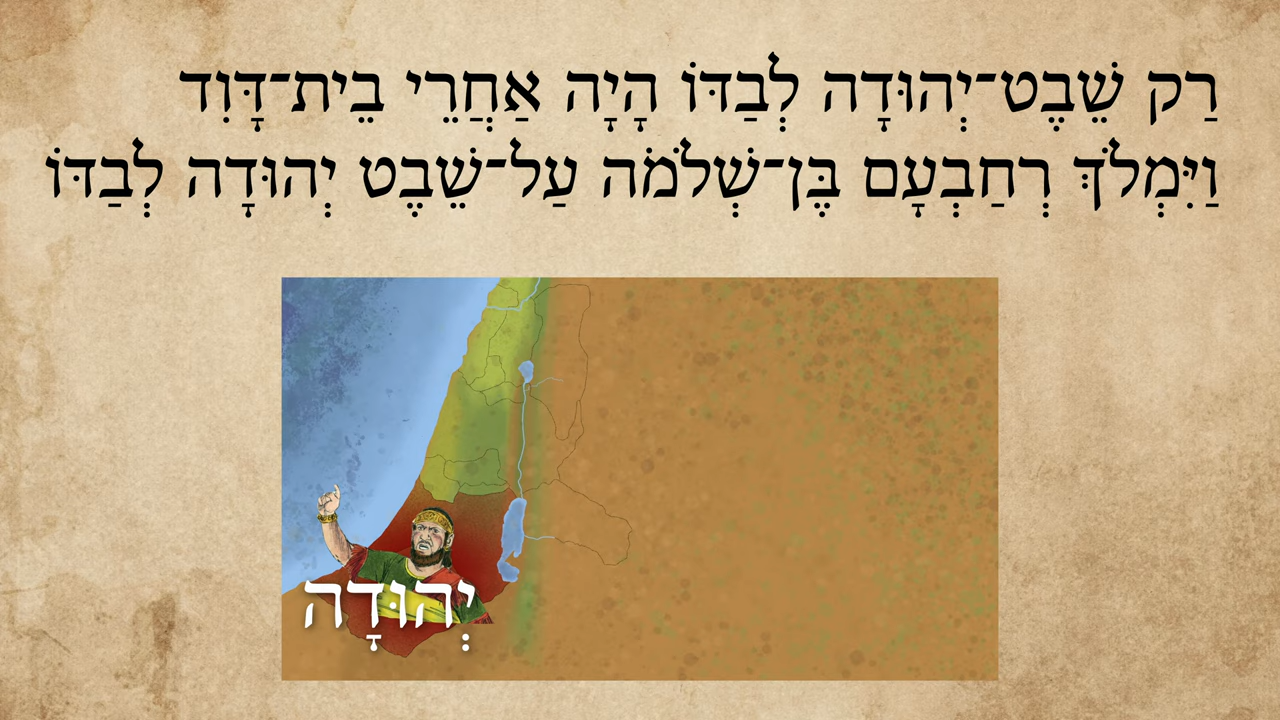 רַק שֵׁבֶט־יְהוּדָה לְבַדּוֹ הָיָה אַחֲרֵי בֵית־דָּוִד
וַיִּמְלֹךְ רְחַבְעָם בֶּן־שְׁלֹמֹה עַל־שֵׁבֶט יְהוּדָה לְבַדּוֹ
יְהוּדָה